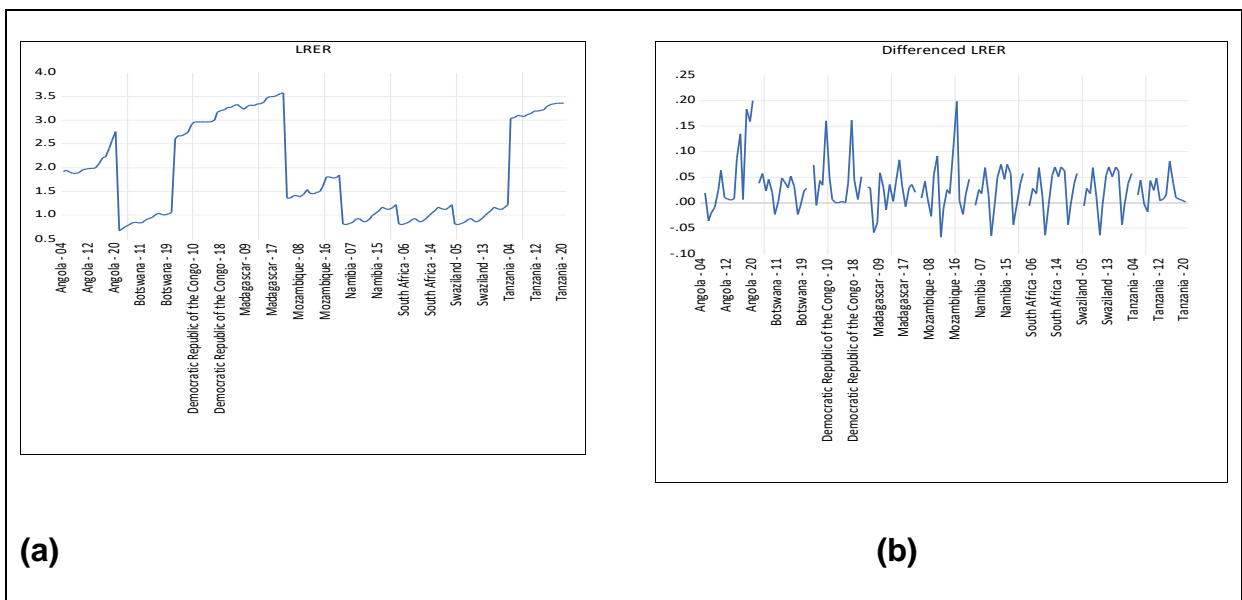 LRER
4.0
3.5
3.0
2.5
2.0
1.5
1.0
0.5
Angola - 04
Angola - 12
Angola - 20
Botswana - 11
Botswana - 19
Democratic Republic of the Congo - 10
Democratic Republic of the Congo - 18
Madagascar - 09
Madagascar - 17
Mozambique - 08
Mozambique - 16
Namibia - 07
Namibia - 15
South Africa - 06
South Africa - 14
Swaziland - 05
Swaziland - 13
Tanzania - 04
Tanzania - 12
Tanzania - 20
(a)
Differenced LRER
.25
.20
.15
.10
.05
.00
-.05
-.10
Angola - 04
Angola - 12
Angola - 20
Botswana - 11
Botswana - 19
Democratic Republic of the Congo - 10
Democratic Republic of the Congo - 18
Madagascar - 09
Madagascar - 17
Mozambique - 08
Mozambique - 16
Namibia - 07
Namibia - 15
South Africa - 06
South Africa - 14
Swaziland - 05
Swaziland - 13
Tanzania - 04
Tanzania - 12
Tanzania - 20
(b)